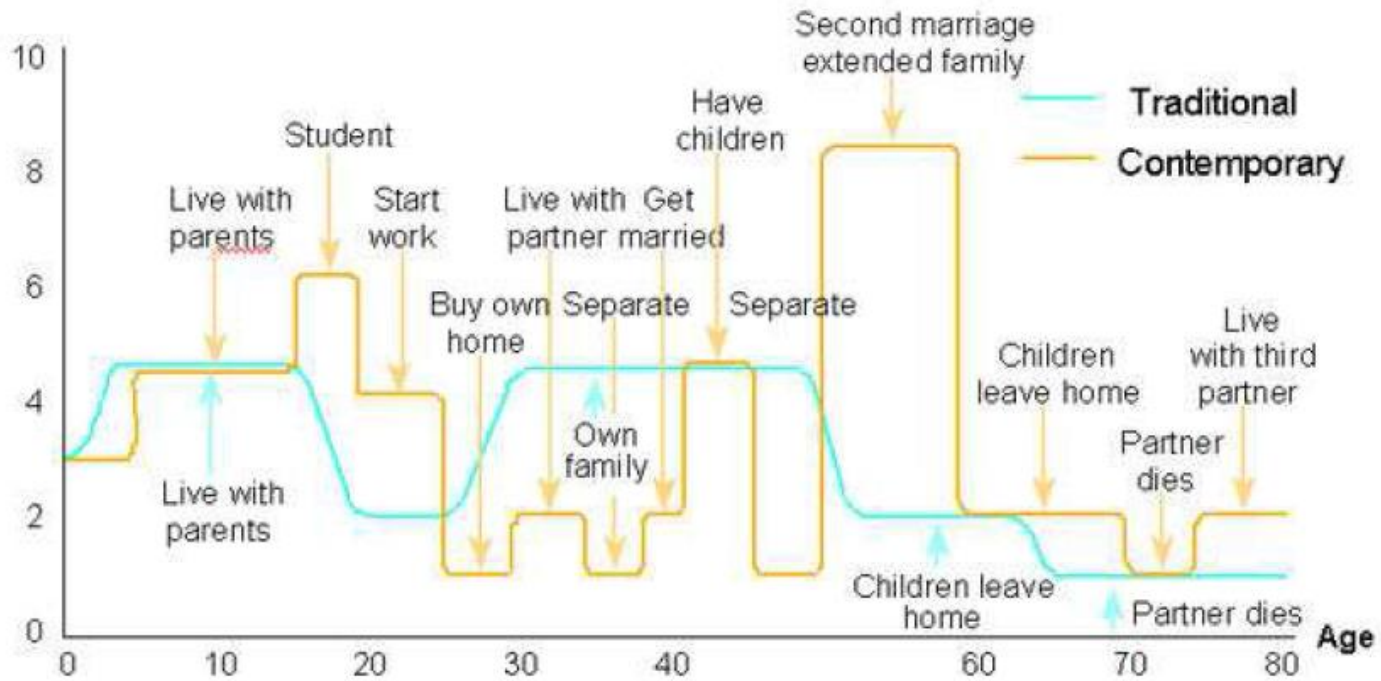 Second marriage
extended family
10
Have
children
Traditional
Contemporary
Student
8
Live with
parents
Start
work
Live with
partner
Get
married
6
Buy own
home
Separate
Separate
Live
with third
partner
Children
leave home
4
Own
family
Partner
dies
Live with
parents
2
Children leave
home
Partner dies
0
Age
0 10 20 30 40 60 70 80